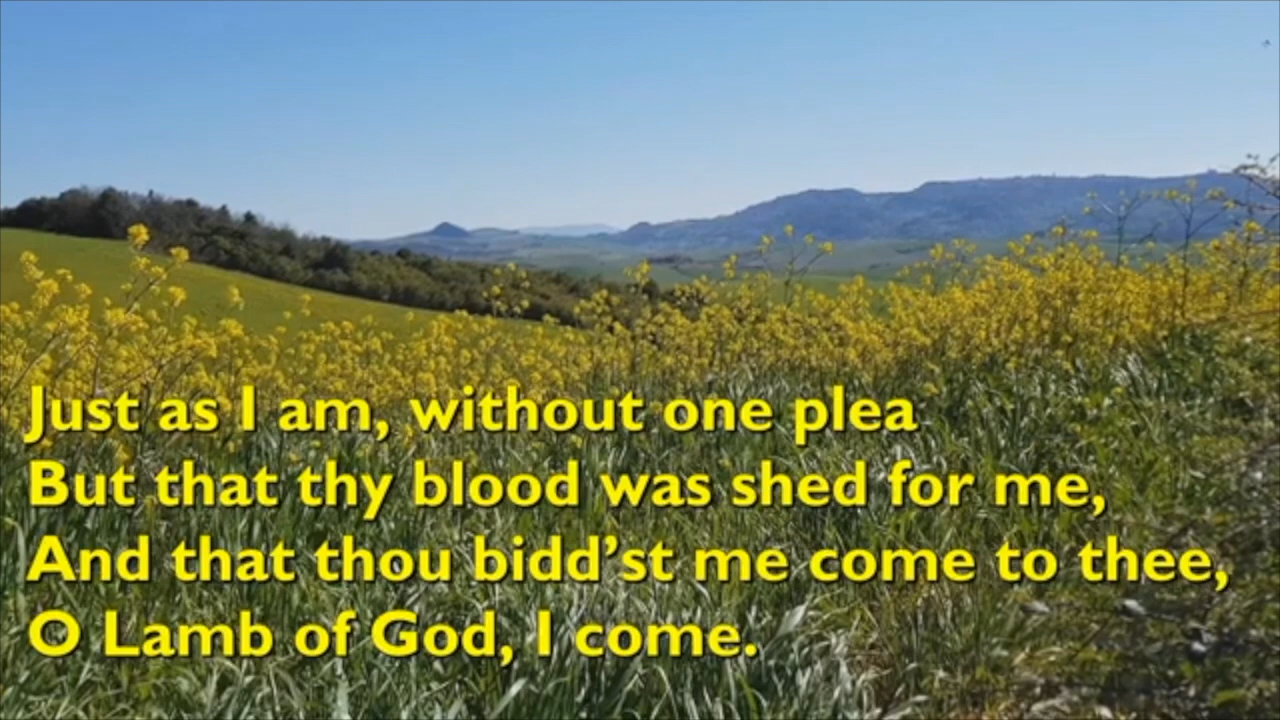 Just as I am, without one plea
But that thy blood was shed for me,
And that thou bidd’st me come to thee,
O Lamb of God, I come.